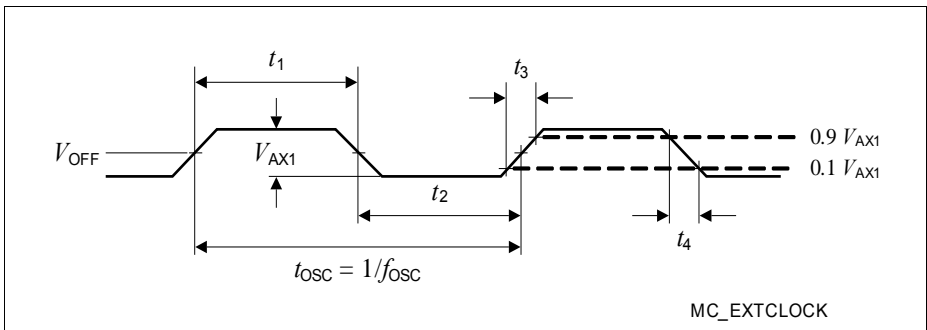 t1
t3
VOFF
VAX1
0.9 VAX1
0.1 VAX1
t2
t4
tOSC = 1/fOSC
MC_EXTCLOCK